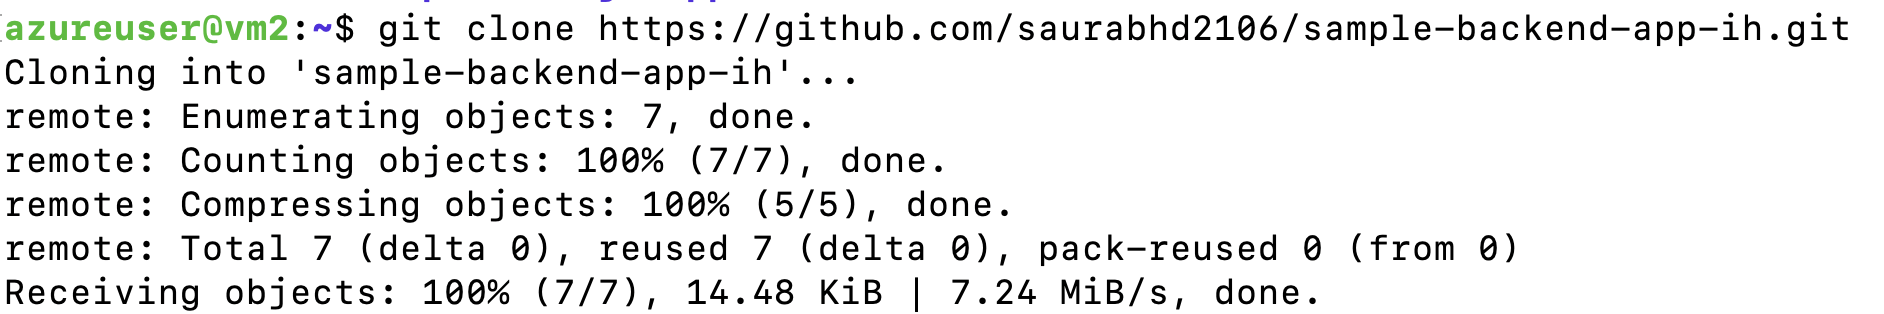 azureuser@vm2:~$ git clone https://github.com/saurabhd2106/sample-backend-app-ih.git
Cloning into 'sample-backend-app-ih'...
remote: Enumerating objects: 7, done.
remote: Counting objects: 100% (7/7), done.
remote: Compressing objects: 100% (5/5), done.
remote: Total 7 (delta 0), reused 7 (delta 0), pack-reused 0 (from 0)
Receiving objects: 100% (7/7), 14.48 KiB | 7.24 MiB/s, done.